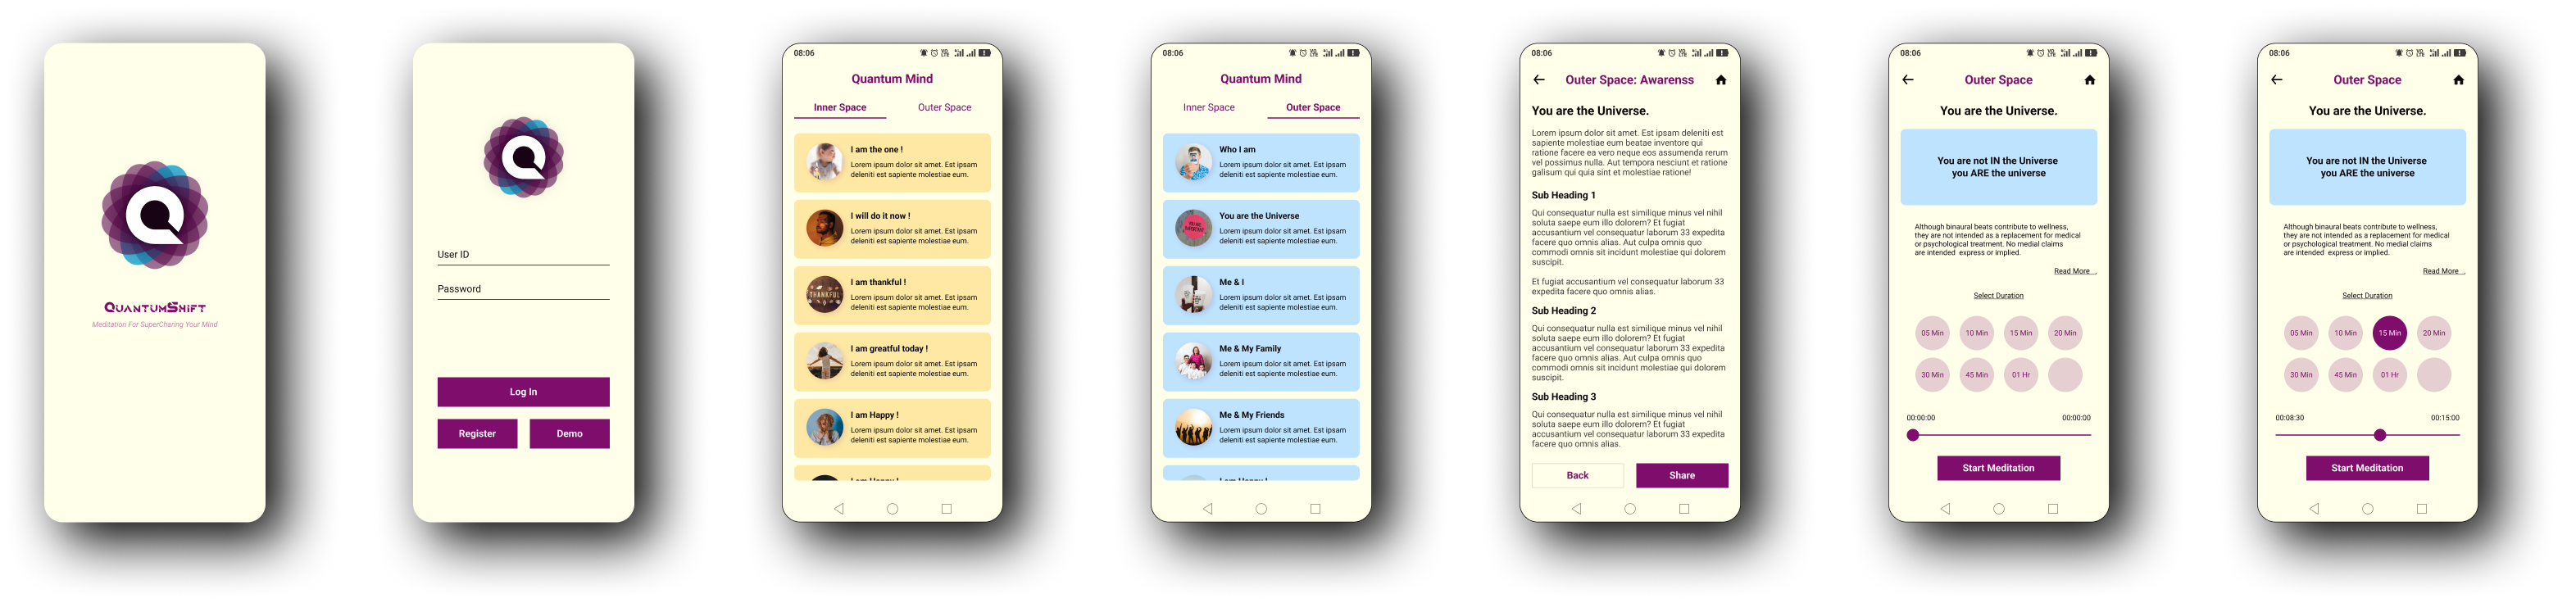 QUANTUMSHIFT
Meditation For SuperCharing Your Mind
User ID
Password
Log In
Register
Demo
08:06
Quantum Mind
Inner Space
Outer Space
I am the one !
Lorem ipsum dolor sit amet. Est ipsam
deleniti est sapiente molestiae eum.
I will do it now !
Lorem ipsum dolor sit amet. Est ipsam
deleniti est sapiente molestiae eum.
THANKFUL
I am thankful !
Lorem ipsum dolor sit amet. Est ipsam
deleniti est sapiente molestiae eum.
I am greatful today !
Lorem ipsum dolor sit amet. Est ipsam
deleniti est sapiente molestiae eum.
I am Happy !
Lorem ipsum dolor sit amet. Est ipsam
deleniti est sapiente molestiae eum.
I am Happy !
08:06
Quantum Mind
Inner Space
Outer Space
Who I am
Lorem ipsum dolor sit amet. Est ipsam
deleniti est sapiente molestiae eum.
You are the Universe
Lorem ipsum dolor sit amet. Est ipsam
deleniti est sapiente molestiae eum.
Me & I
Lorem ipsum dolor sit amet. Est ipsam
deleniti est sapiente molestiae eum.
Me & My Family
Lorem ipsum dolor sit amet. Est ipsam
deleniti est sapiente molestiae eum.
Me & My Friends
Lorem ipsum dolor sit amet. Est ipsam
deleniti est sapiente molestiae eum.
I am Happy !
08:06
Outer Space: Awarenss
You are the Universe.
Lorem ipsum dolor sit amet. Est ipsam deleniti est
sapiente molestiae eum beatae inventore qui
ratione facere ea vero neque eos assumenda rerum
vel possimus nulla. Aut tempora nesciunt et ratione
galisum qui quia sint et molestiae ratione!
Sub Heading 1
Qui consequatur nulla est similique minus vel nihil
soluta saepe eum illo dolorem? Et fugiat
accusantium vel consequatur laborum 33 expedita
facere quo omnis alias. Aut culpa omnis quo
commodi omnis sit incidunt molestiae qui dolorem
suscipit.
Et fugiat accusantium vel consequatur laborum 33
expedita facere quo omnis alias.
Sub Heading 2
Qui consequatur nulla est similique minus vel nihil
soluta saepe eum illo dolorem? Et fugiat
accusantium vel consequatur laborum 33 expedita
facere quo omnis alias. Aut culpa omnis quo
commodi omnis sit incidunt molestiae qui dolorem
suscipit.
Sub Heading 3
Qui consequatur nulla est similique minus vel nihil
soluta saepe eum illo dolorem? Et fugiat
accusantium vel consequatur laborum 33 expedita
facere quo omnis alias.
Back
Share
08:06
Outer Space
You are the Universe.
You are not IN the Universe
you ARE the universe
Although binaural beats contribute to wellness,
they are not intended as a replacement for medical
or psychological treatment. No medial claims
are intended express or implied.
Read More ..
Select Duration
05 Min
10 Min
15 Min
20 Min
30 Min
45 Min
01 Hr
00:00:00
00:00:00
Start Meditation
08:06
Outer Space
You are the Universe.
You are not IN the Universe
you ARE the universe
Although binaural beats contribute to wellness,
they are not intended as a replacement for medical
or psychological treatment. No medial claims
are intended express or implied.
Read More ..
Select Duration
05 Min
10 Min
15 Min
20 Min
30 Min
45 Min
01 Hr
00:08:30
00:15:00
Start Meditation